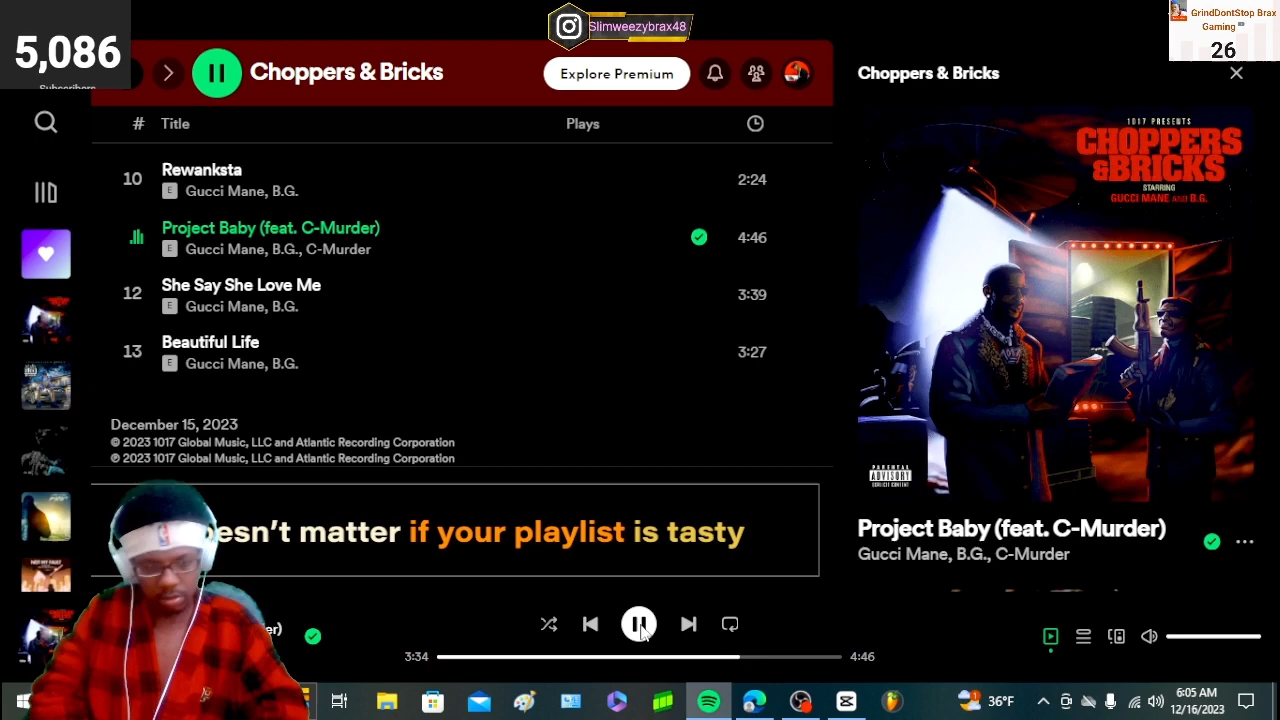 5,086
Subscribers
Slimweezybrax48
GrindDontStop Brax
Gaming
26
Choppers & Bricks
Explore Premium
Choppers & Bricks
# Title Plays
10 Rewanksta 2:24
E Gucci Mane, B.G.
Project Baby (feat. C-Murder) 4:46
E Gucci Mane, B.G., C-Murder
12 She Say She Love Me 3:39
E Gucci Mane, B.G.
13 Beautiful Life 3:27
E Gucci Mane, B.G.
December 15, 2023
© 2023 1017 Global Music, LLC and Atlantic Recording Corporation
℗ 2023 1017 Global Music, LLC and Atlantic Recording Corporation
esn't matter if your playlist is tasty
er)
3:34 4:46
1017 PRESENTS
CHOPPERS
&BRICKS
STARRING
GUCCI MANE AND B.G.
PARENTAL
ADVISORY
EXPLICIT CONTENT
Project Baby (feat. C-Murder)
Gucci Mane, B.G., C-Murder
36°F
6:05 AM
12/16/2023